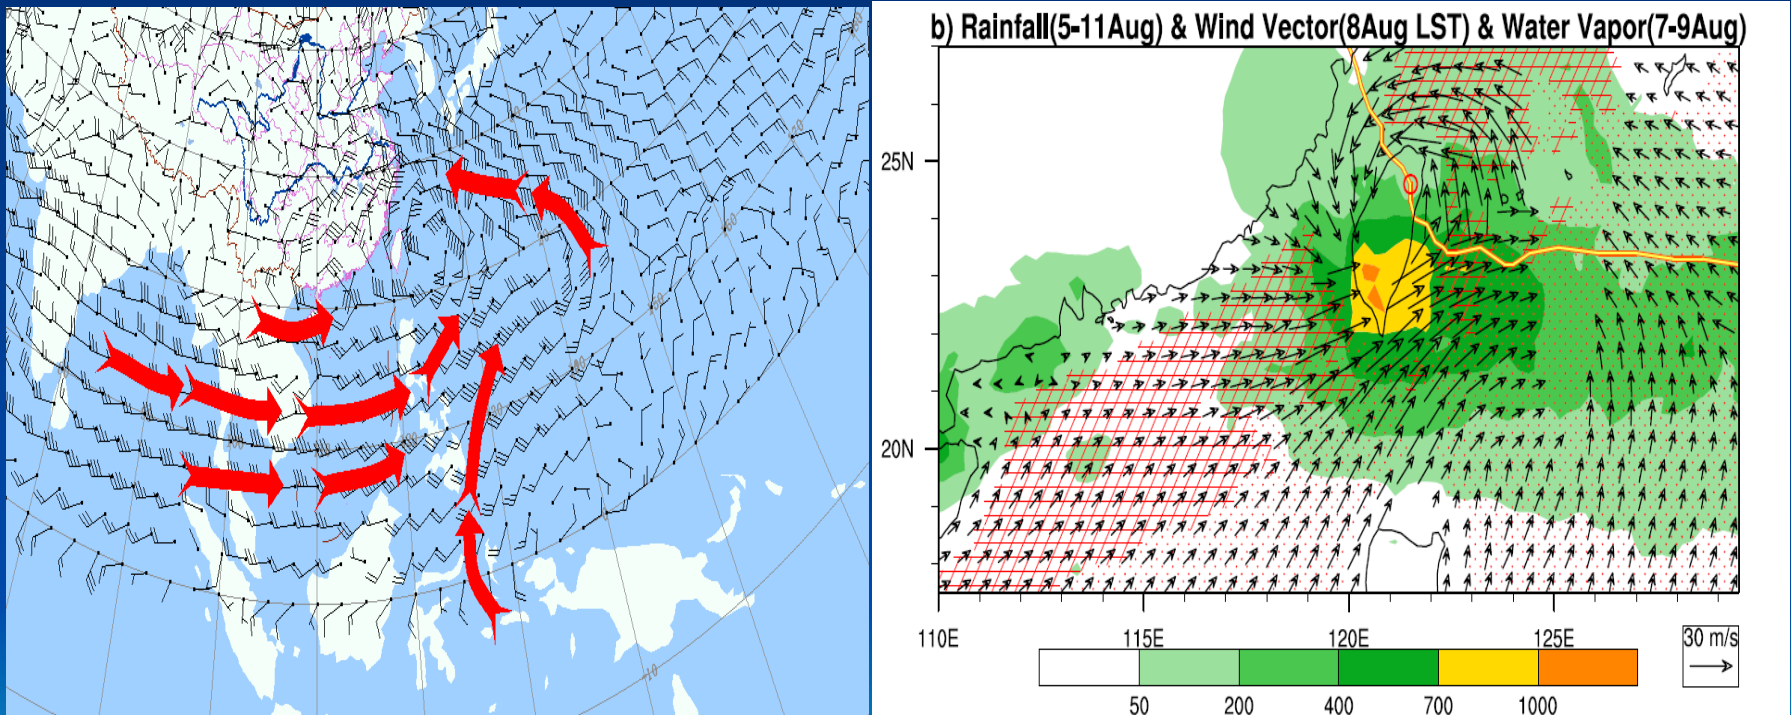 b) Rainfall(5-11Aug) & Wind Vector(8Aug LST) & Water Vapor(7-9Aug)
25N
20N
110E 115E 120E 125E
30 m/s
50 200 400 700 1000